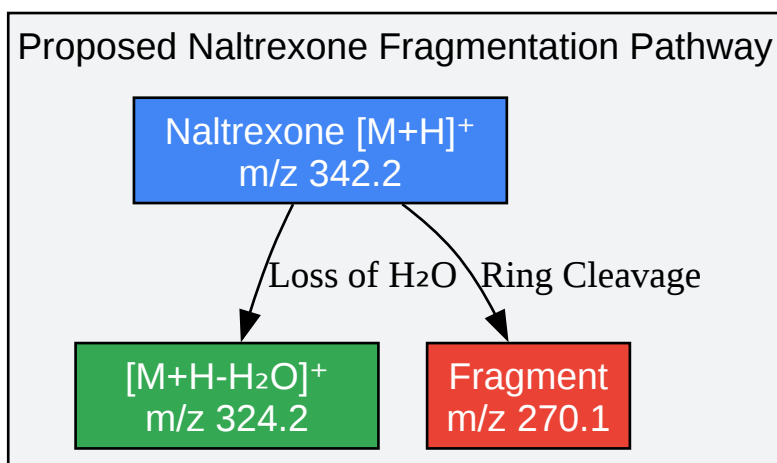 Proposed Naltrexone Fragmentation Pathway
Naltrexone [M+H]⁺
m/z 342.2
Loss of H₂O
Ring Cleavage
[M+H-H₂O]⁺
m/z 324.2
Fragment
m/z 270.1